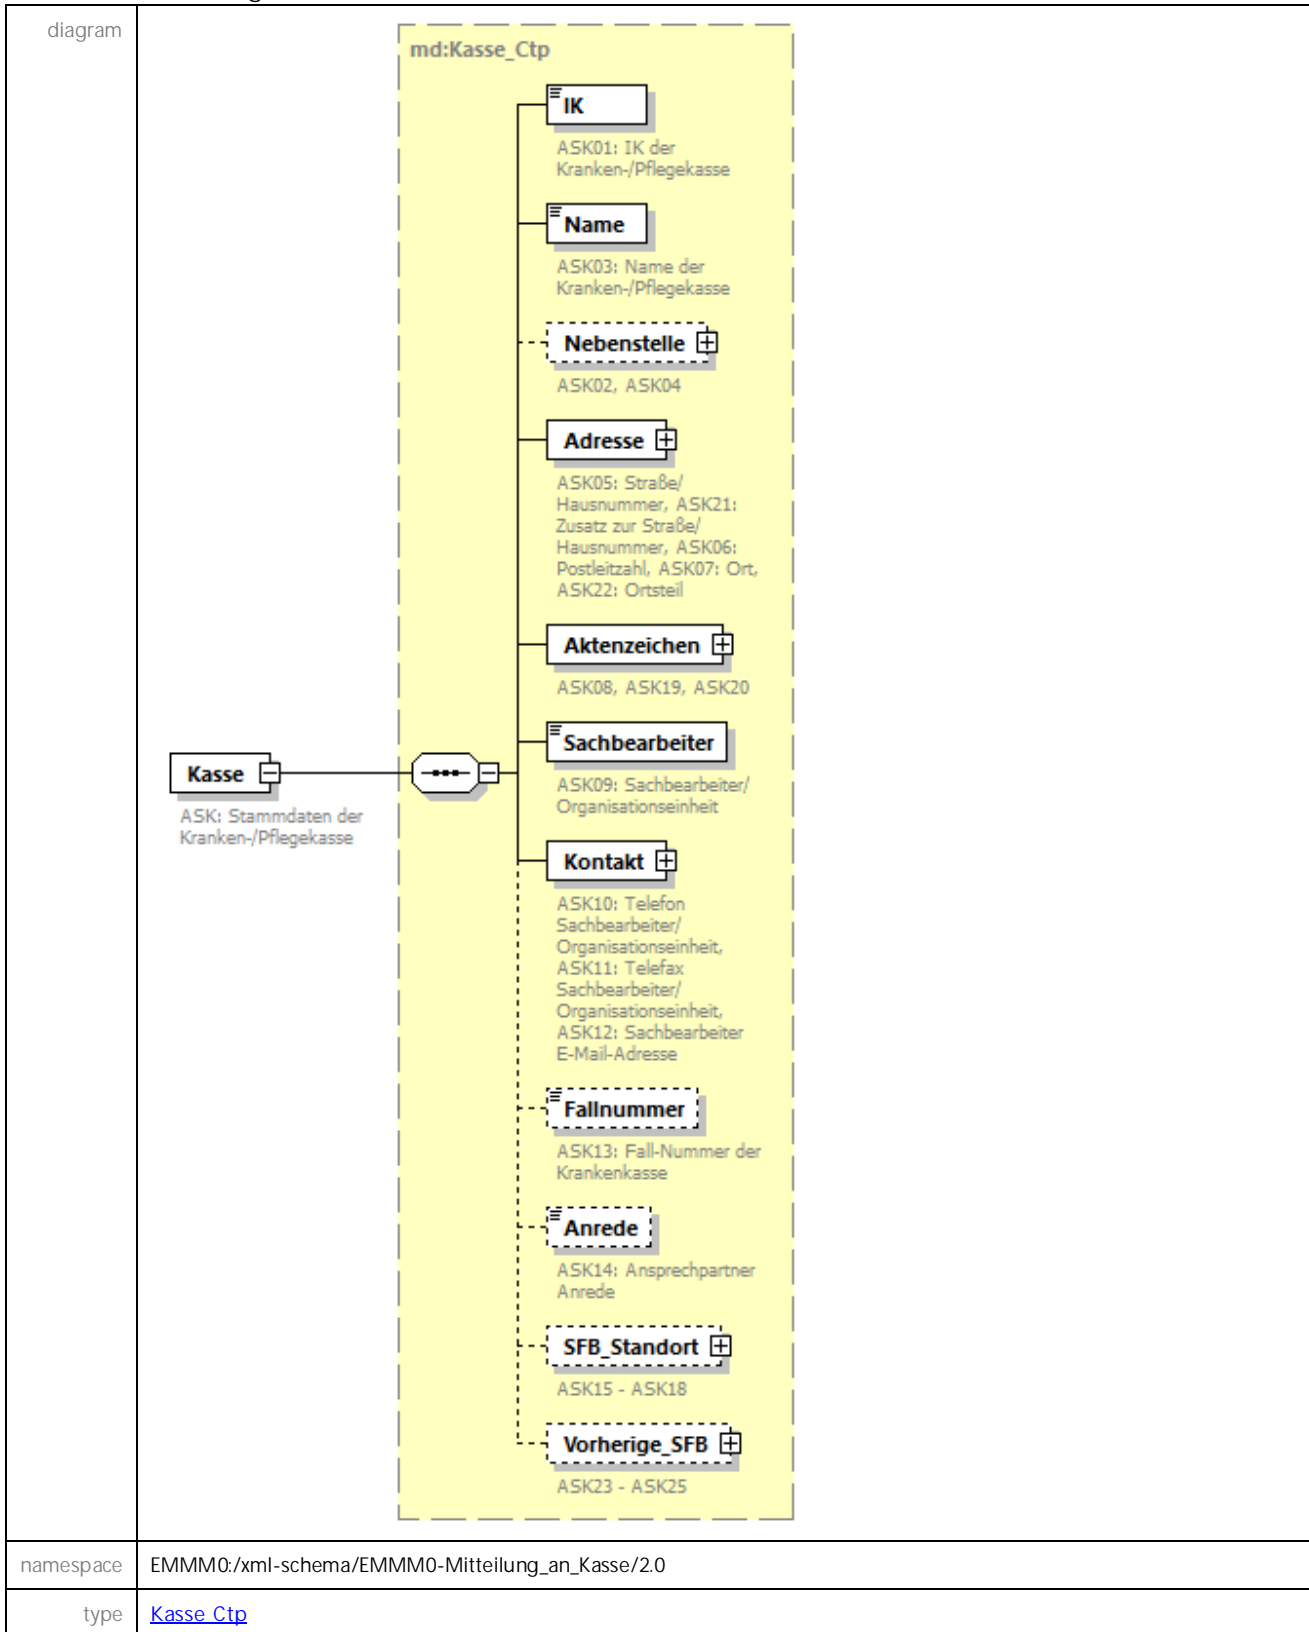 diagram
md:Kasse_Ctp
IK
ASK01: IK der
Kranken-/Pflegekasse
Name
ASK03: Name der
Kranken-/Pflegekasse
Nebenstelle
ASK02, ASK04
Adresse
ASK05: Straße/
Hausnummer, ASK21:
Zusatz zur Straße/
Hausnummer, ASK06:
Postleitzahl, ASK07: Ort,
ASK22: Ortsteil
Aktenzeichen
ASK08, ASK19, ASK20
Sachbearbeiter
ASK09: Sachbearbeiter/
Organisationseinheit
Kasse
ASK: Stammdaten der
Kranken-/Pflegekasse
Kontakt
ASK10: Telefon
Sachbearbeiter/
Organisationseinheit,
ASK11: Telefax
Sachbearbeiter/
Organisationseinheit,
ASK12: Sachbearbeiter
E-Mail-Adresse
Fallnummer
ASK13: Fall-Nummer der
Krankenkasse
Anrede
ASK14: Ansprechpartner
Anrede
SFB_Standort
ASK15 - ASK18
Vorherige_SFB
ASK23 - ASK25
namespace EMMM0:/xml-schema/EMMM0-Mitteilung_an_Kasse/2.0
type Kasse_Ctp